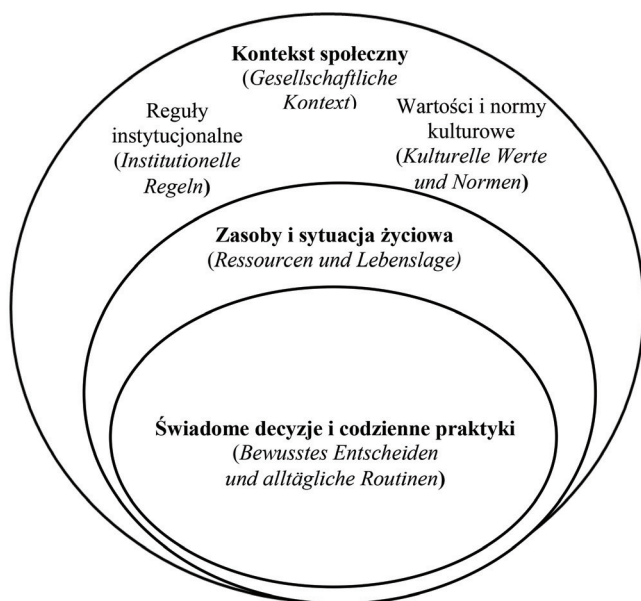 Kontekst społeczny
(Gesellschaftliche
Kontext)
Reguły
instytucjonalne
(Institutionelle
Regeln)
Wartości i normy
kulturowe
(Kulturelle Werte
und Normen)
Zasoby i sytuacja życiowa
(Ressourcen und Lebenslage)
Świadome decyzje i codzienne praktyki
(Bewusstes Entscheiden
und alltägliche Routinen)